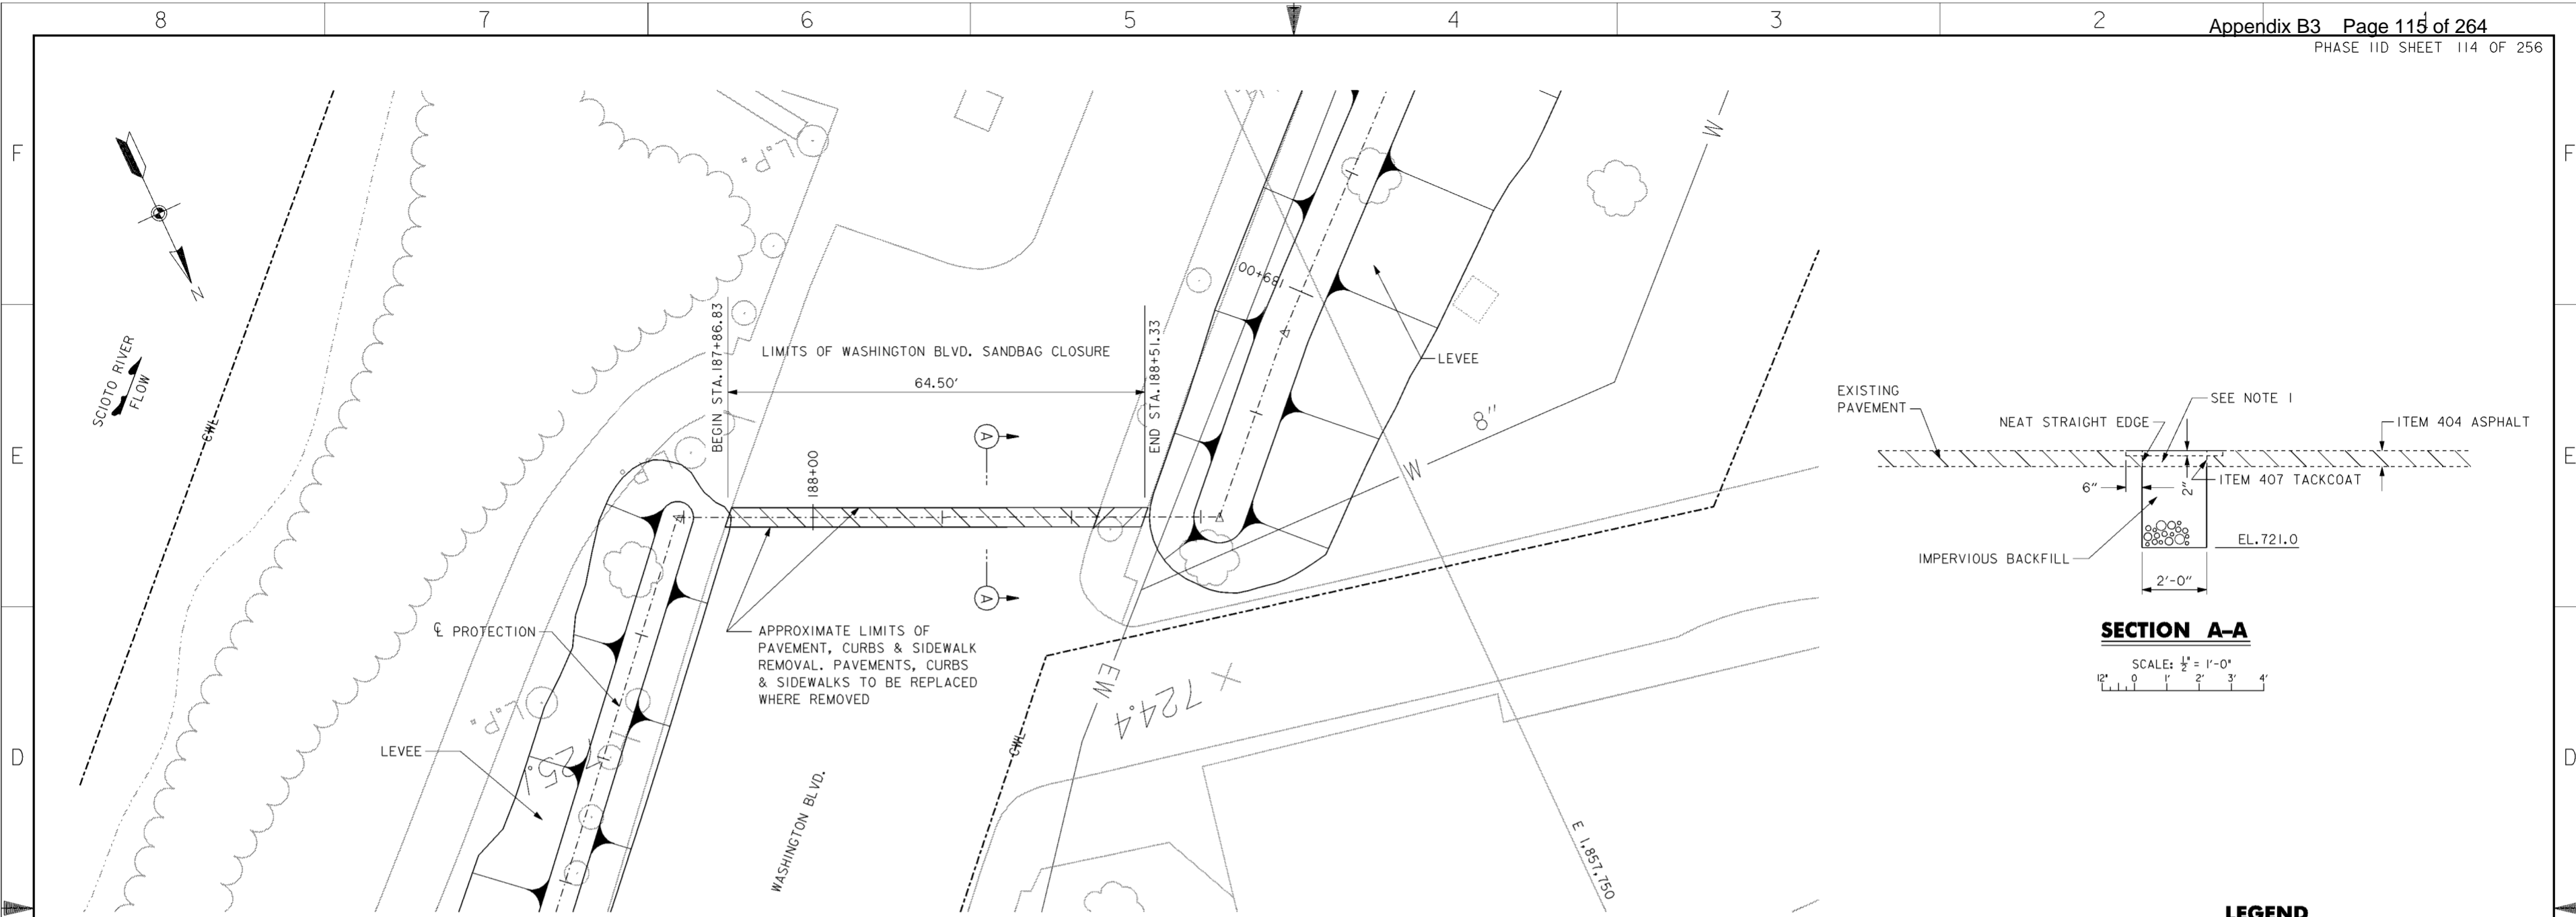 8
7
6
5
4
3
2
Appendix B3 Page 115 of 264
PHASE IID SHEET 114 OF 256
F
F
L.P.
W
N
189+00
SCIOTO RIVER
FLOW
CWL
BEGIN STA.187+86.83
LIMITS OF WASHINGTON BLVD. SANDBAG CLOSURE
64.50'
END STA.188+51.33
LEVEE
8"
W
EXISTING
PAVEMENT
NEAT STRAIGHT EDGE
SEE NOTE 1
ITEM 404 ASPHALT
E
E
188+00
A
6"
2"
ITEM 407 TACKCOAT
IMPERVIOUS BACKFILL
EL.721.0
2'-0"
A
℄ PROTECTION
APPROXIMATE LIMITS OF
PAVEMENT, CURBS & SIDEWALK
REMOVAL. PAVEMENTS, CURBS
& SIDEWALKS TO BE REPLACED
WHERE REMOVED
SECTION A–A
SCALE: ½" = 1'-0"
12" 0 1' 2' 3' 4'
EW
X 724.4
L.P.
CWL
LEVEE
D
D
WASHINGTON BLVD.
E 1,857,750
LEGEND